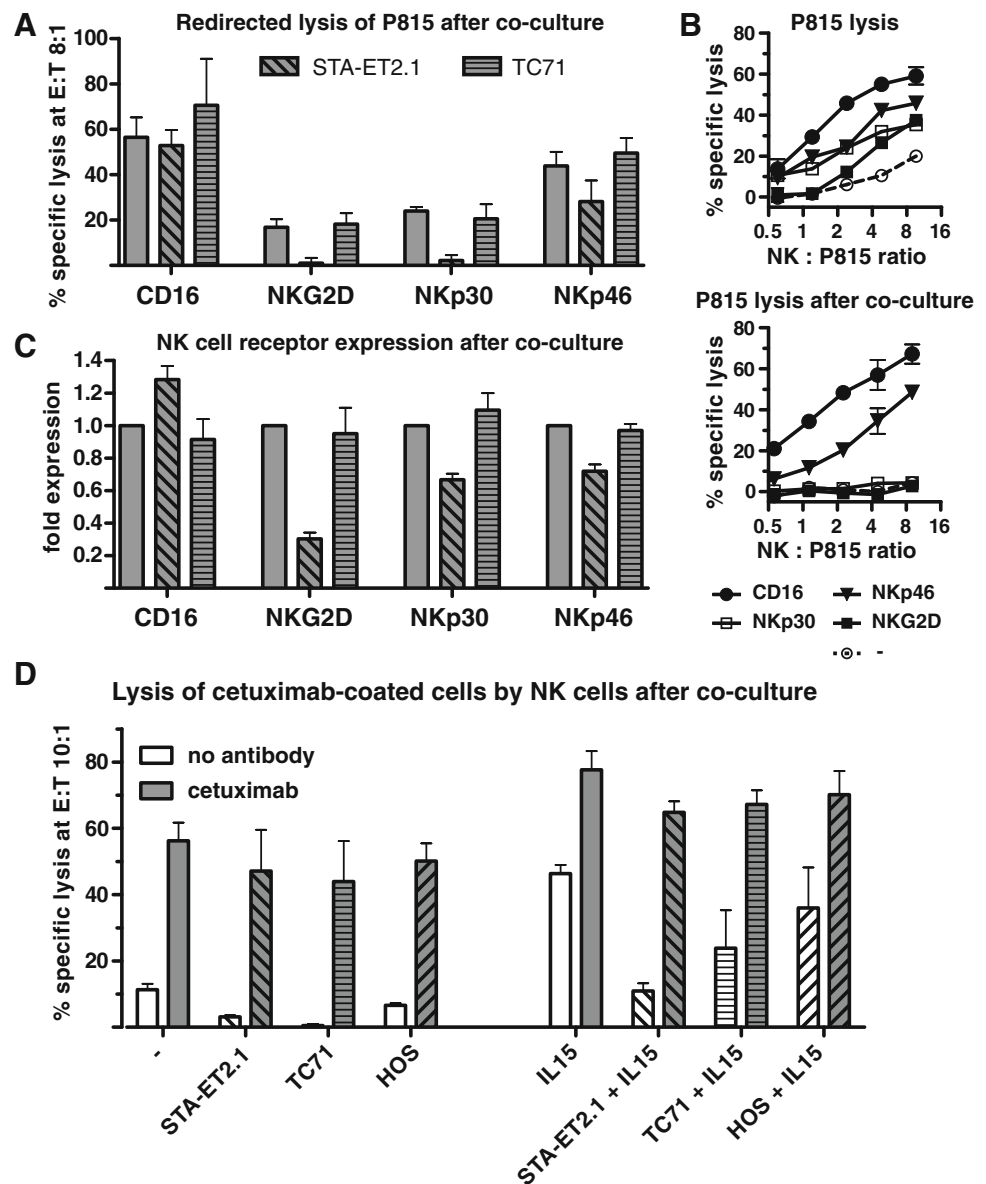 A
Redirected lysis of P815 after co-culture
% specific lysis at E:T 8:1
100
80
60
40
20
STA-ET2.1
TC71
CD16
NKG2D
NKp30
NKp46
B
P815 lysis
% specific lysis
80
60
40
20
0
0.5
1
2
4
8
16
NK : P815 ratio
P815 lysis after co-culture
% specific lysis
80
60
40
20
0
0.5
1
2
4
8
16
NK : P815 ratio
CD16
NKp46
NKp30
NKG2D
-
C
NK cell receptor expression after co-culture
fold expression
1.4
1.2
1.0
0.8
0.6
0.4
0.2
CD16
NKG2D
NKp30
NKp46
D
Lysis of cetuximab-coated cells by NK cells after co-culture
% specific lysis at E:T 10:1
80
60
40
20
no antibody
cetuximab
-
STA-ET2.1
TC71
HOS
IL15
STA-ET2.1 + IL15
TC71 + IL15
HOS + IL15